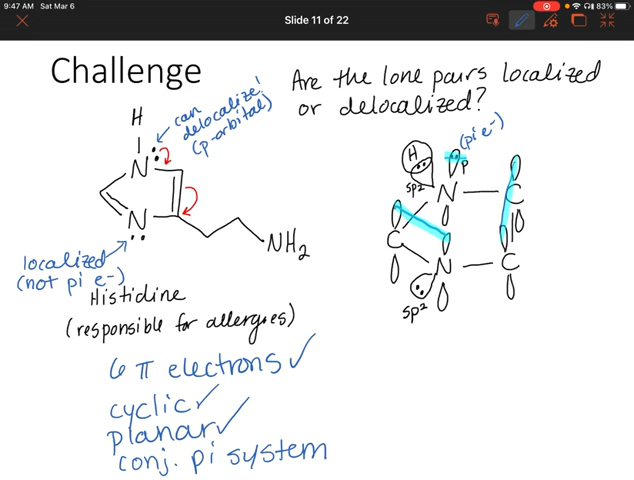 9:47 AM Sat Mar 6
83%
Slide 11 of 22
Challenge
Are the lone pairs localized
or delocalized?
can
delocalize!
(p-orbital)
H
N
N
NH₂
localized
(not pi e-)
Histidine
(responsible for allergies)
6 π electrons ✓
cyclic ✓
planar ✓
conj. pi system
(pi e-)
H
p
sp²
N
C
C
N
C
sp²